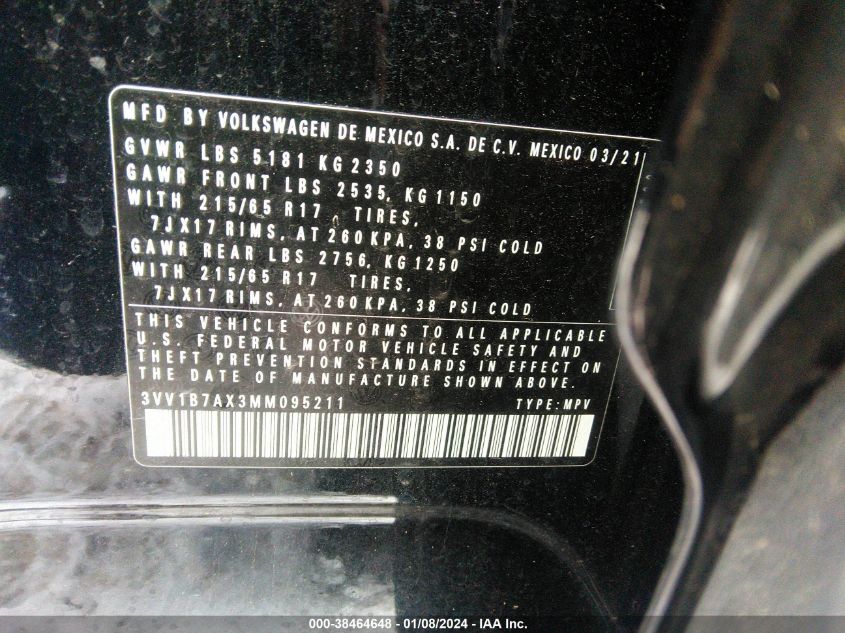 MFD BY VOLKSWAGEN DE MEXICO S.A. DE C.V. MEXICO 03/21
GVWR LBS 5181 KG 2350
GAWR FRONT LBS 2535, KG 1150
WITH 215/65 R17 TIRES,
7JX17 RIMS, AT 260 KPA, 38 PSI COLD
GAWR REAR LBS 2756, KG 1250
WITH 215/65 R17 TIRES,
7JX17 RIMS, AT 260 KPA, 38 PSI COLD
THIS VEHICLE CONFORMS TO ALL APPLICABLE
U.S. FEDERAL MOTOR VEHICLE SAFETY AND
THEFT PREVENTION STANDARDS IN EFFECT ON
THE DATE OF MANUFACTURE SHOWN ABOVE.
3VV1B7AX3MM095211 TYPE: MPV
000-38464648 - 01/08/2024 - IAA Inc.